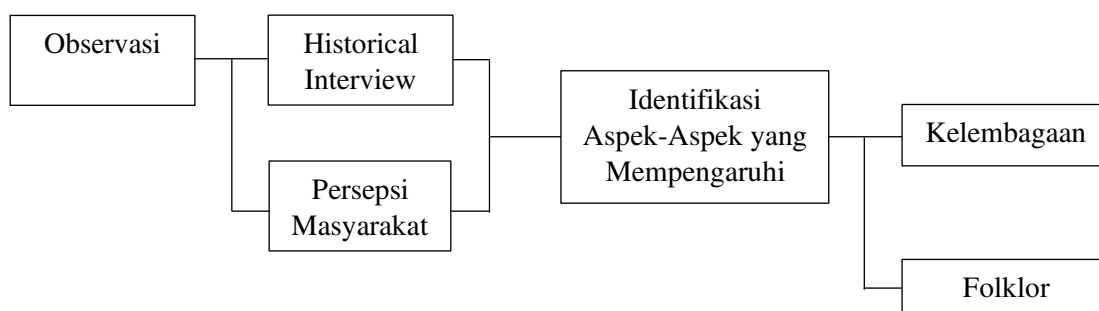 Observasi
Historical
Interview
Persepsi
Masyarakat
Identifikasi
Aspek-Aspek yang
Mempengaruhi
Kelembagaan
Folklor